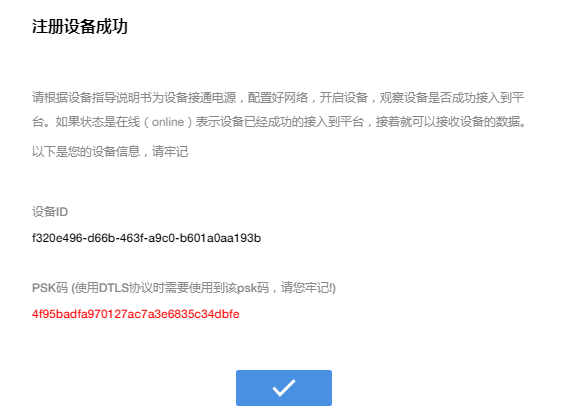 注册设备成功
请根据设备指导说明书为设备接通电源，配置好网络，开启设备，观察设备是否成功接入到平
台。如果状态是在线（online）表示设备已经成功的接入到平台，接着就可以接收设备的数据。
以下是您的设备信息，请牢记
设备ID
f320e496-d66b-463f-a9c0-b601a0aa193b
PSK码 (使用DTLS协议时需要使用到该psk码，请您牢记!)
4f95badfa970127ac7a3e6835c34dbfe